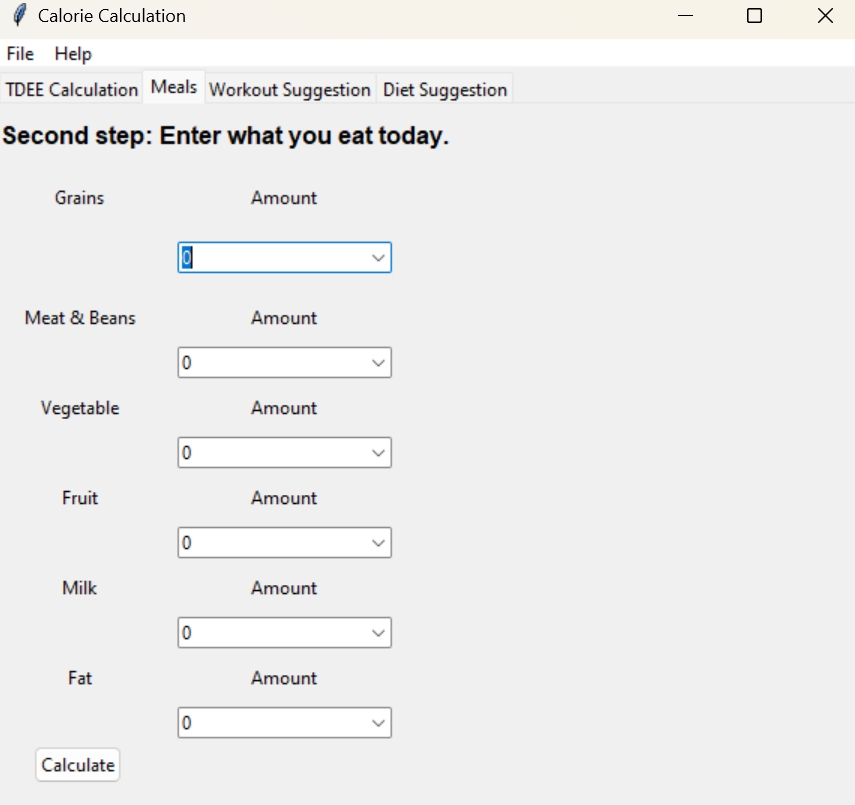 Calorie Calculation
File Help
TDEE Calculation Meals Workout Suggestion Diet Suggestion
Second step: Enter what you eat today.
Grains Amount
0
Meat & Beans Amount
0
Vegetable Amount
0
Fruit Amount
0
Milk Amount
0
Fat Amount
0
Calculate